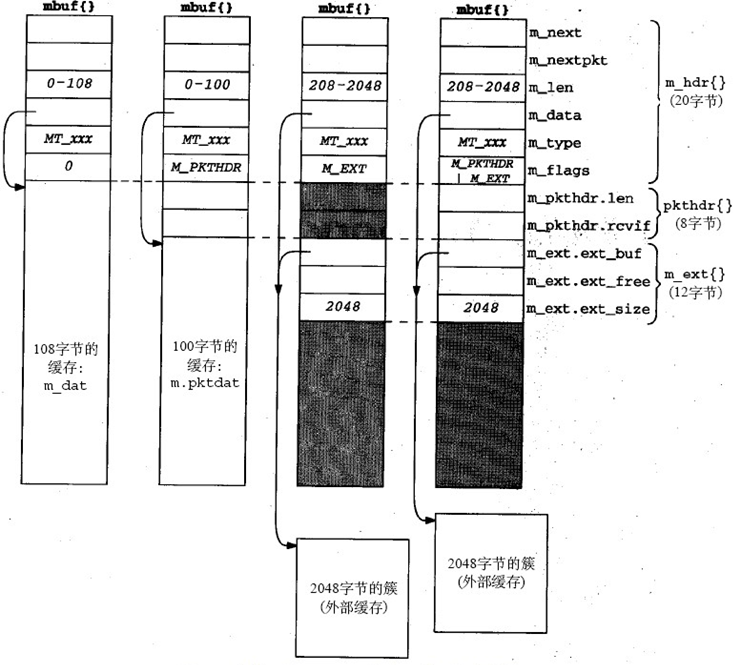 mbuf{} mbuf{} mbuf{} mbuf{}
m_next
m_nextpkt
0-108 0-100 208-2048 208-2048 m_len
m_hdr{}
(20字节)
m_data
MT_xxx MT_xxx MT_xxx MT_xxx m_type
0 M_PKTHDR M_EXT M_PKTHDR
| M_EXT m_flags
m_pkthdr.len
m_pkthdr.rcvif
pkthdr{}
(8字节)
m_ext.ext_buf
m_ext.ext_free
m_ext{}
(12字节)
2048 2048 m_ext.ext_size
108字节的
缓存:
m_dat
100字节的
缓存:
m.pktdat
2048字节的簇
(外部缓存)
2048字节的簇
(外部缓存)